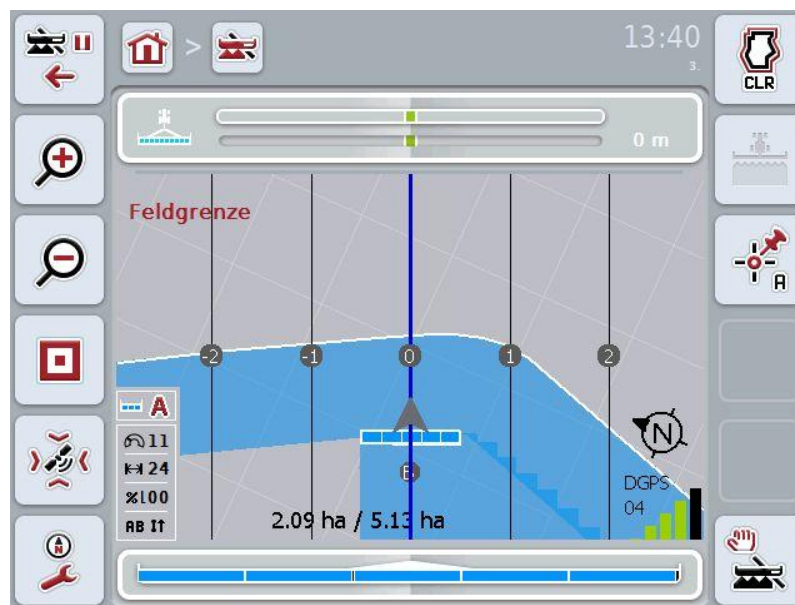 13:40
3.
CLR
>
0 m
Feldgrenze
A
-2 -1 0 1 2
A
11
24
%100
AB
B
N
DGPS
04
2.09 ha / 5.13 ha
N